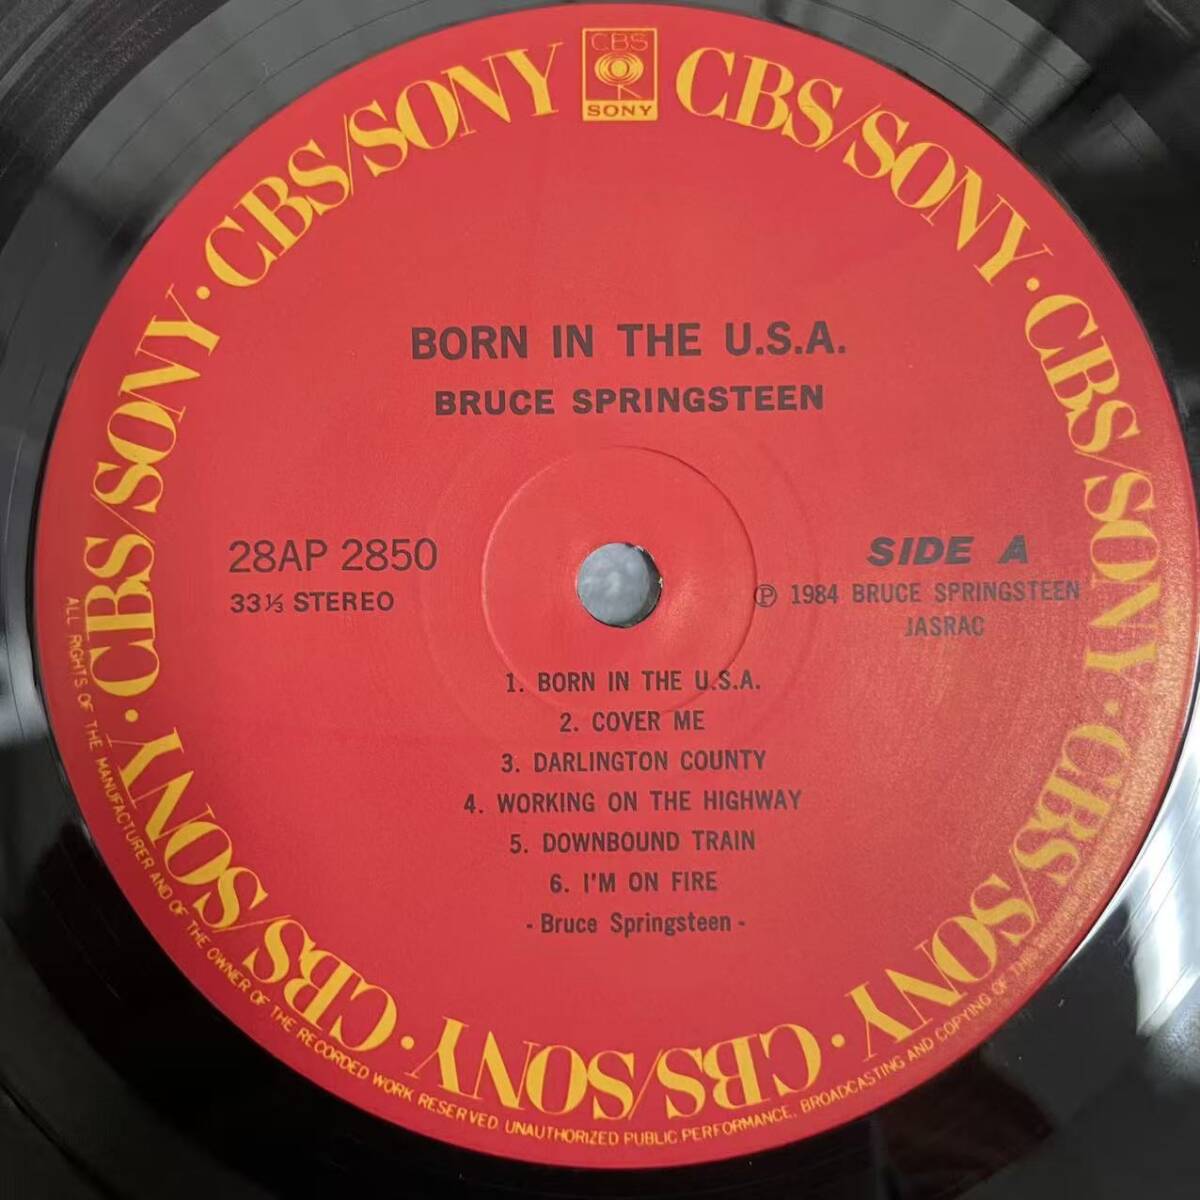 CBS
SONY
CBS/SONY · CBS/SONY · CBS/SONY · CBS/SONY · CBS/SONY · CBS/SONY · CBS/SONY · CBS/SONY
BORN IN THE U.S.A.
BRUCE SPRINGSTEEN
28AP 2850
33⅓ STEREO
SIDE A
℗ 1984 BRUCE SPRINGSTEEN
JASRAC
1. BORN IN THE U.S.A.
2. COVER ME
3. DARLINGTON COUNTY
4. WORKING ON THE HIGHWAY
5. DOWNBOUND TRAIN
6. I'M ON FIRE
- Bruce Springsteen -
ALL RIGHTS OF THE MANUFACTURER AND OF THE OWNER OF THE RECORDED WORK RESERVED. UNAUTHORIZED PUBLIC PERFORMANCE, BROADCASTING AND COPYING OF THIS